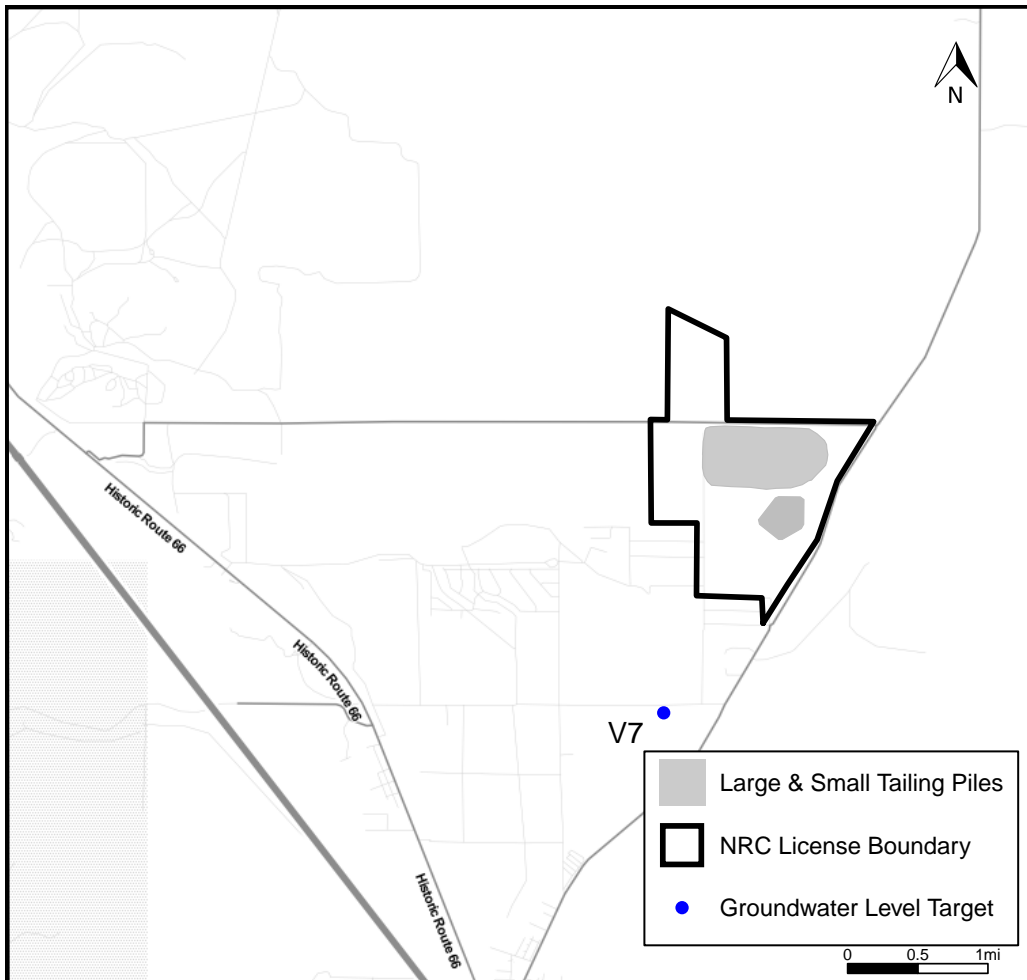 N
Historic Route 66
Historic Route 66
V7
Large & Small Tailing Piles
NRC License Boundary
Groundwater Level Target
Historic Route 66
0 0.5 1mi